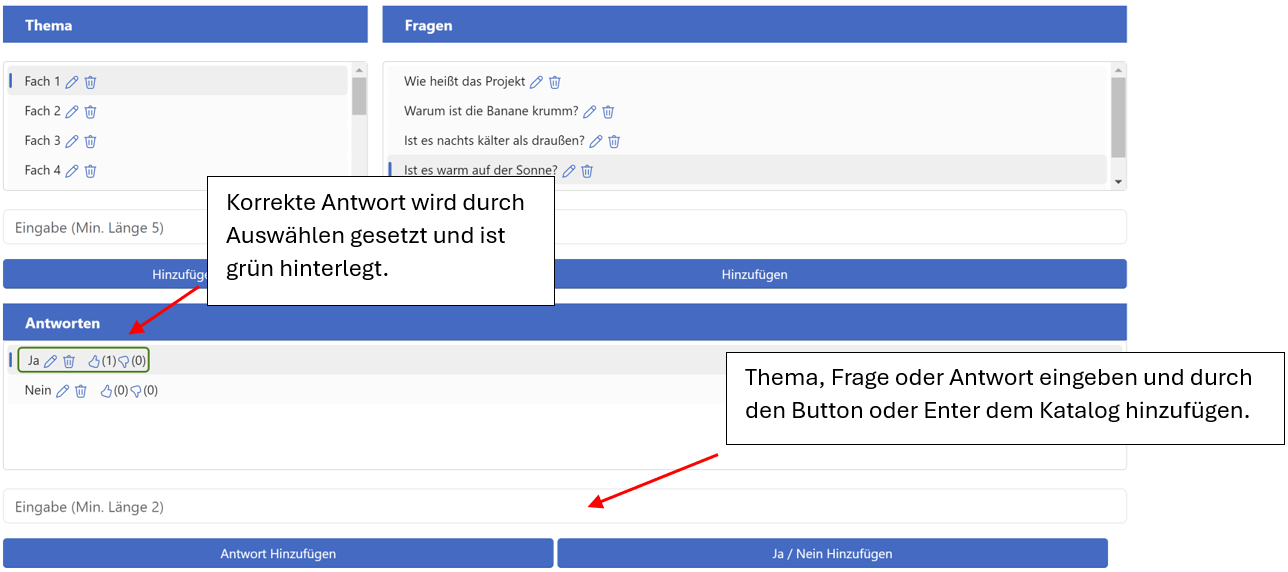 Thema
Fragen
Fach 1
Fach 2
Fach 3
Fach 4
Wie heißt das Projekt
Warum ist die Banane krumm?
Ist es nachts kälter als draußen?
Ist es warm auf der Sonne?
Eingabe (Min. Länge 5)
Korrekte Antwort wird durch
Auswählen gesetzt und ist
grün hinterlegt.
Hinzufüge
Hinzufügen
Antworten
Ja (1) (0)
Nein (0) (0)
Thema, Frage oder Antwort eingeben und durch
den Button oder Enter dem Katalog hinzufügen.
Eingabe (Min. Länge 2)
Antwort Hinzufügen
Ja / Nein Hinzufügen